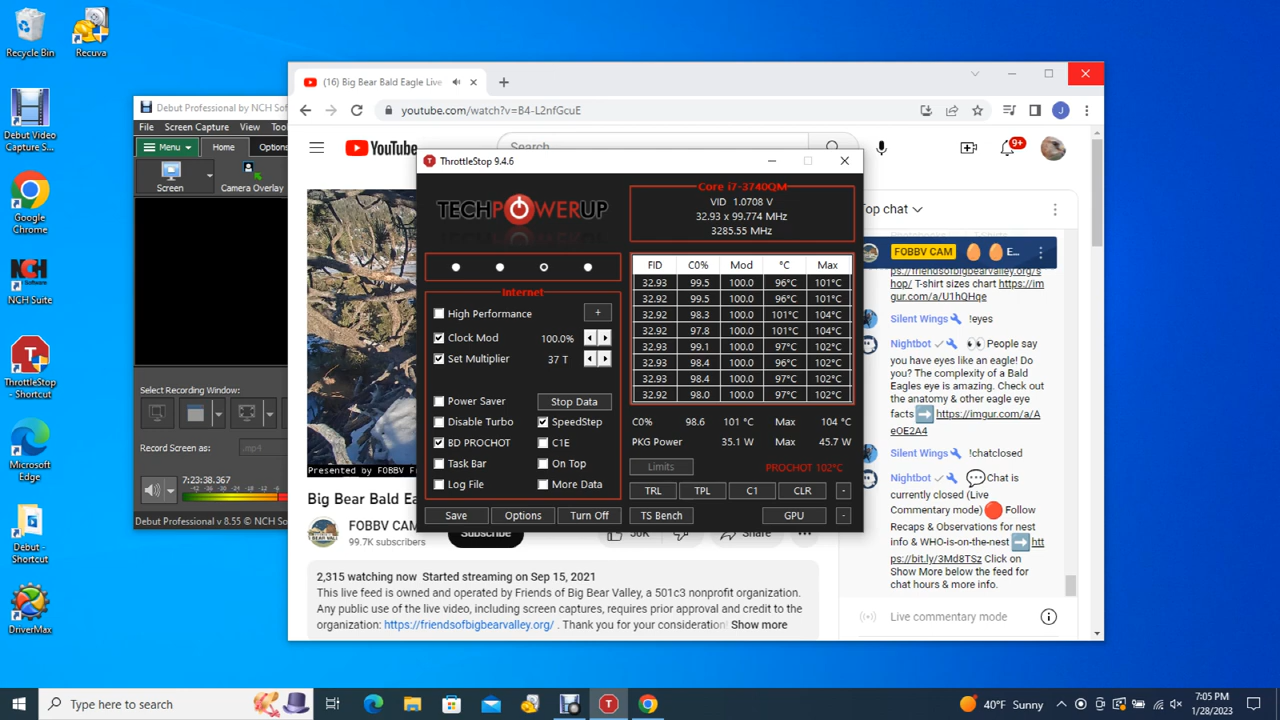 Recycle Bin
Recuva
Debut Video
Capture S...
Google
Chrome
NCH
NCH Suite
ThrottleStop
- Shortcut
Microsoft
Edge
Debut -
Shortcut
DriverMax
Debut Professional by NCH Sof
File Screen Capture View
Menu Home Options
Screen
Camera Overlay
Select Recording Window:
Record Screen as: .mp4
7:23:38.367
-42 -36 -30 -24 -18 -12
Debut Professional v 8.55 © NCH
(16) Big Bear Bald Eagle Live
youtube.com/watch?v=B4-L2nfGcuE
J
YouTube
Search
9+
Presented by FOBBV
Big Bear Bald Ea
FOBBV CAM
99.7K subscribers
Subscribe
Share
2,315 watching now Started streaming on Sep 15, 2021
This live feed is owned and operated by Friends of Big Bear Valley, a 501c3 nonprofit organization.
Any public use of the live video, including screen captures, requires prior approval and credit to the
organization: https://friendsofbigbearvalley.org/ . Thank you for your consideration! Show more
Top chat
FOBBV CAM E...
ps://friendsofbigbearvalley.org/s
hop/ T-shirt sizes chart https://im
gur.com/a/U1hQHqe
Silent Wings !eyes
Nightbot People say
you have eyes like an eagle! Do
you? The complexity of a Bald
Eagles eye is amazing. Check out
the anatomy & other eagle eye
facts https://imgur.com/a/A
eOE2A4
Silent Wings !chatclosed
Nightbot Chat is
currently closed (Live
Commentary mode) Follow
Recaps & Observations for nest
info & WHO-is-on-the-nest htt
ps://bit.ly/3Md8TSz Click on
Show More below the feed for
chat hours & more info.
Live commentary mode
ThrottleStop 9.4.6
TECHPOWERUP
Core i7-3740QM
VID 1.0708 V
32.93 x 99.774 MHz
3285.55 MHz
FID C0% Mod °C Max
32.93 99.5 100.0 96°C 101°C
32.92 99.5 100.0 96°C 101°C
32.92 98.3 100.0 101°C 104°C
32.92 97.8 100.0 101°C 104°C
32.93 99.1 100.0 97°C 102°C
32.93 98.4 100.0 96°C 102°C
32.93 98.4 100.0 97°C 102°C
32.92 98.0 100.0 97°C 102°C
Internet
High Performance +
Clock Mod 100.0%
Set Multiplier 37 T
Power Saver Stop Data
Disable Turbo SpeedStep
BD PROCHOT C1E
Task Bar On Top
Log File More Data
Save Options Turn Off
C0% 98.6 101 °C Max 104 °C
PKG Power 35.1 W Max 45.7 W
Limits PROCHOT 102°C
TRL TPL C1 CLR -
TS Bench GPU -
Type here to search
40°F Sunny
7:05 PM
1/28/2023